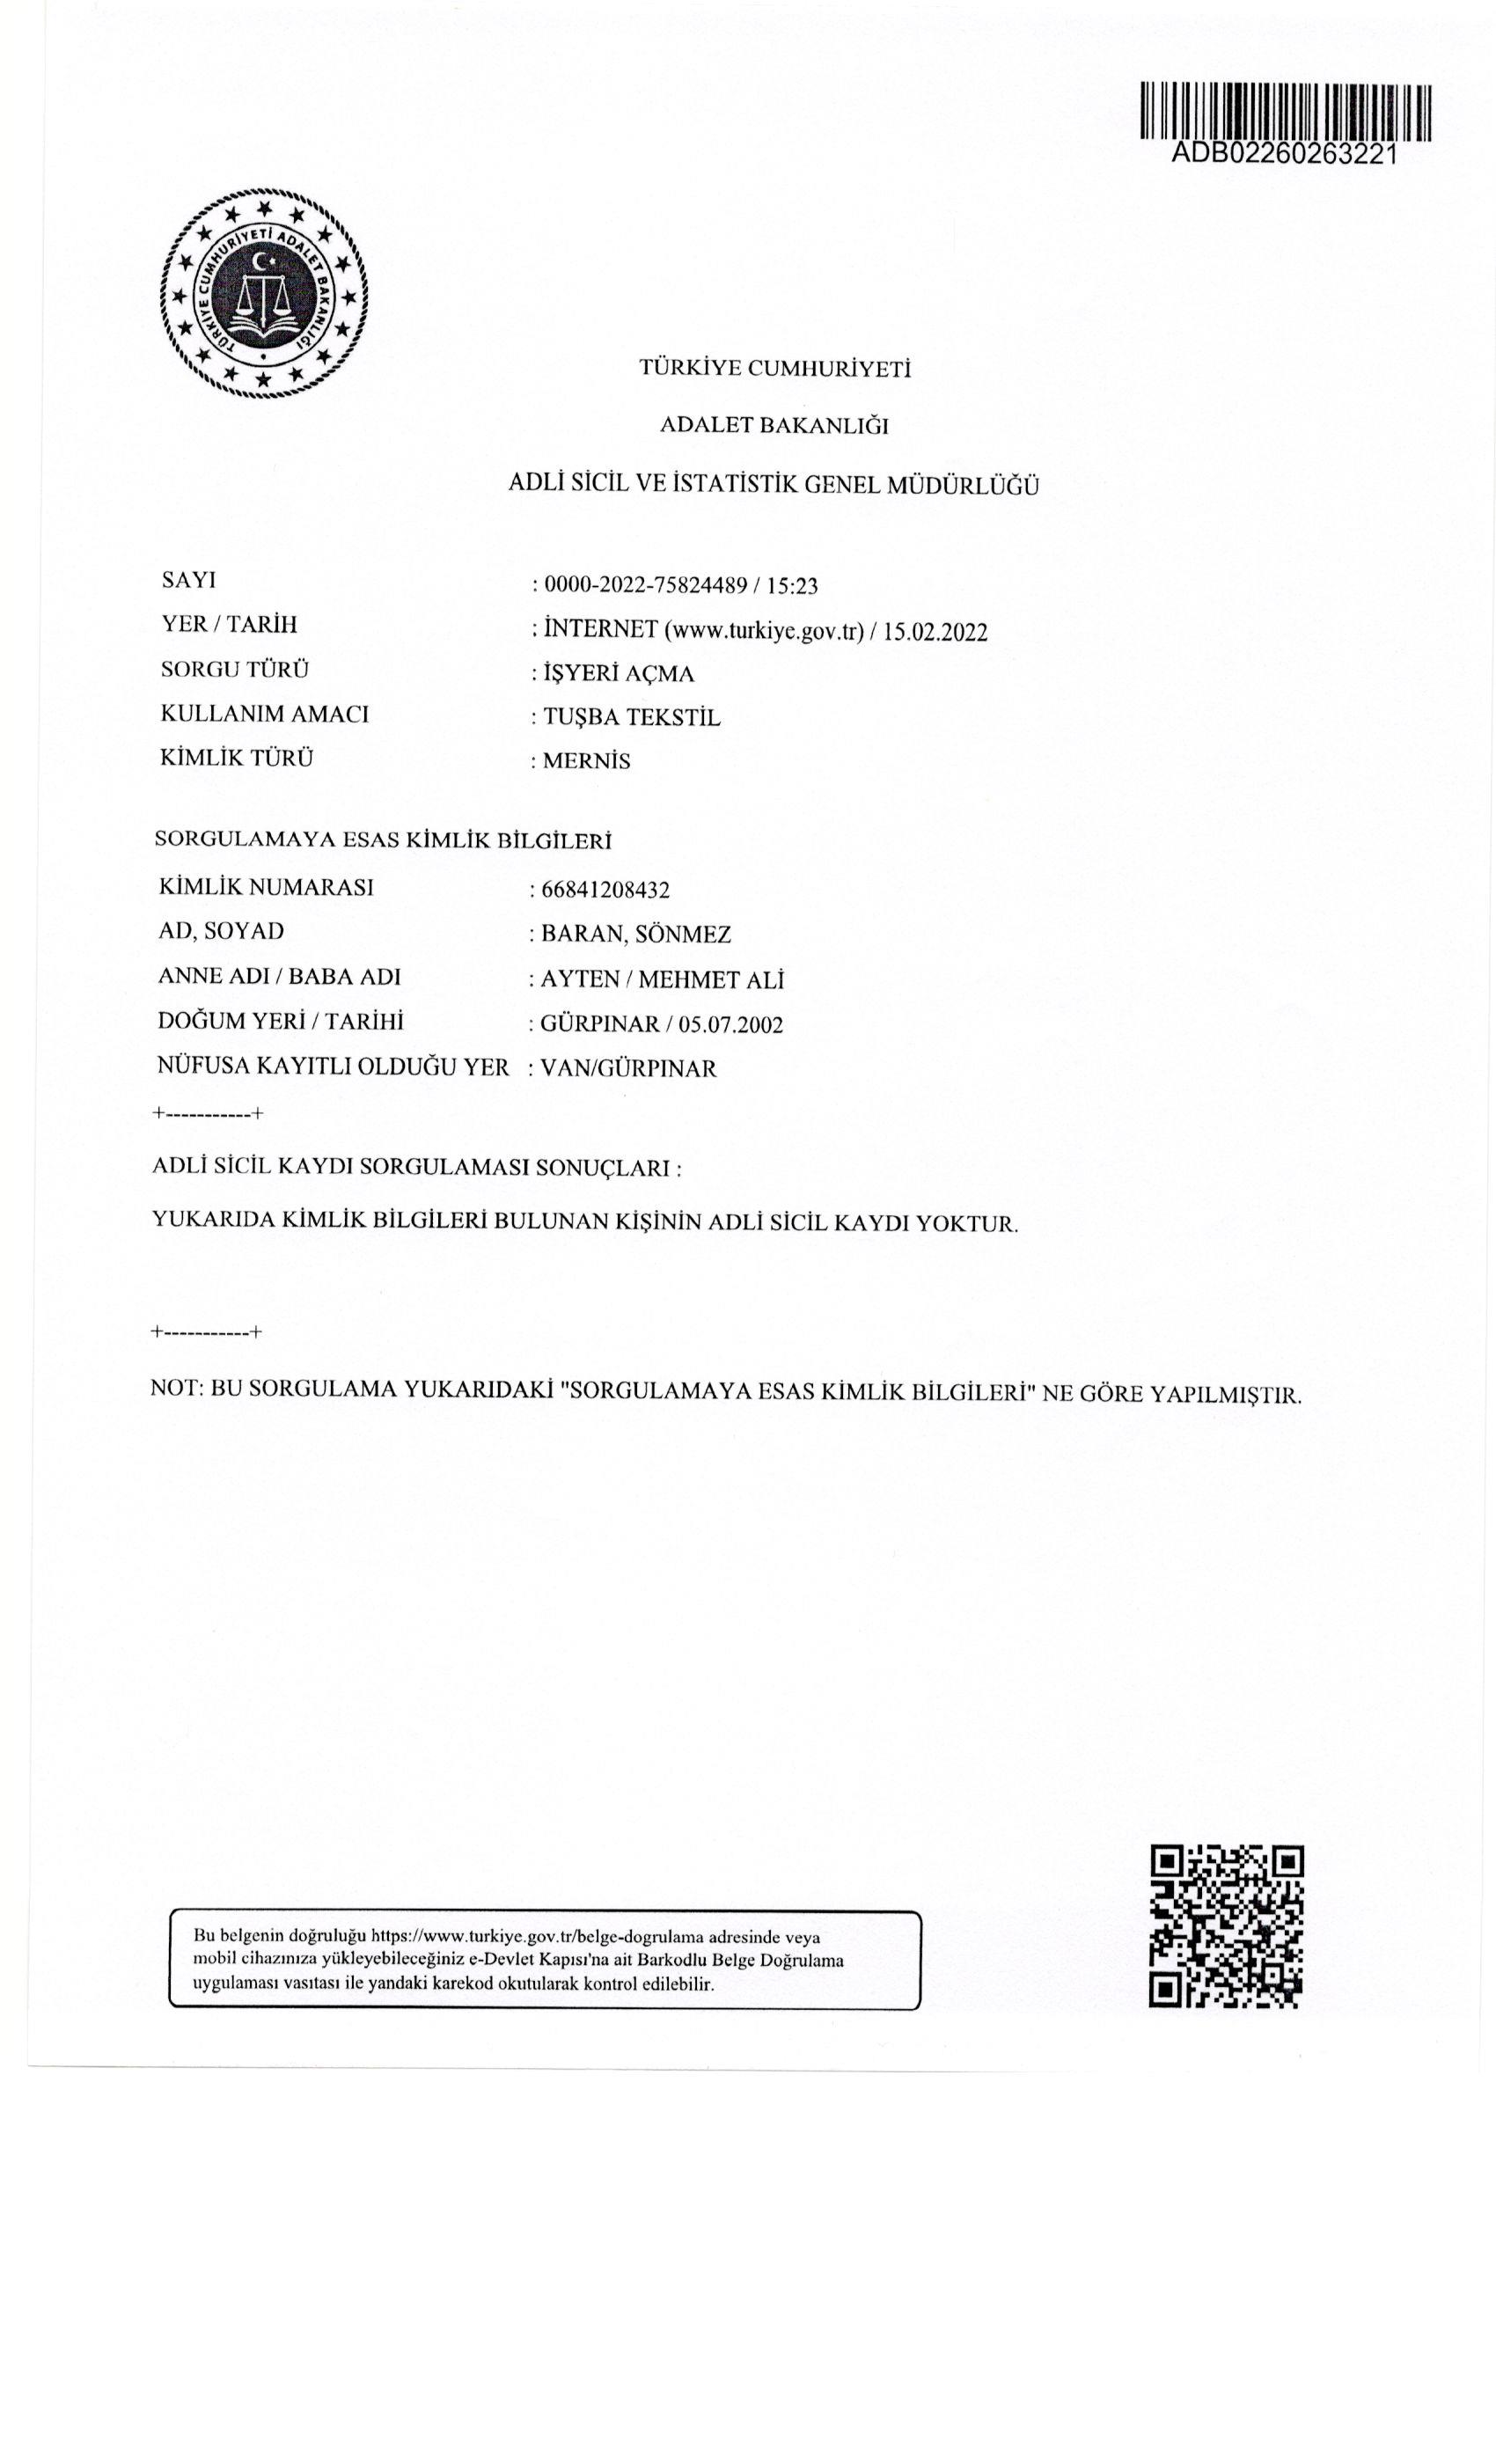 ADB02260263221
TÜRKİYE CUMHURİYETİ ADALET BAKANLIĞI
TÜRKİYE CUMHURİYETİ
ADALET BAKANLIĞI
ADLİ SİCİL VE İSTATİSTİK GENEL MÜDÜRLÜĞÜ
SAYI : 0000-2022-75824489 / 15:23
YER / TARİH : İNTERNET (www.turkiye.gov.tr) / 15.02.2022
SORGU TÜRÜ : İŞYERİ AÇMA
KULLANIM AMACI : TUŞBA TEKSTİL
KİMLİK TÜRÜ : MERNİS
SORGULAMAYA ESAS KİMLİK BİLGİLERİ
KİMLİK NUMARASI : 66841208432
AD, SOYAD : BARAN, SÖNMEZ
ANNE ADI / BABA ADI : AYTEN / MEHMET ALİ
DOĞUM YERİ / TARİHİ : GÜRPINAR / 05.07.2002
NÜFUSA KAYITLI OLDUĞU YER : VAN/GÜRPINAR
+-----------+
ADLİ SİCİL KAYDI SORGULAMASI SONUÇLARI :
YUKARIDA KİMLİK BİLGİLERİ BULUNAN KİŞİNİN ADLİ SİCİL KAYDI YOKTUR.
+-----------+
NOT: BU SORGULAMA YUKARIDAKİ "SORGULAMAYA ESAS KİMLİK BİLGİLERİ" NE GÖRE YAPILMIŞTIR.
Bu belgenin doğruluğu https://www.turkiye.gov.tr/belge-dogrulama adresinde veya
mobil cihazınıza yükleyebileceğiniz e-Devlet Kapısı'na ait Barkodlu Belge Doğrulama
uygulaması vasıtası ile yandaki karekod okutularak kontrol edilebilir.